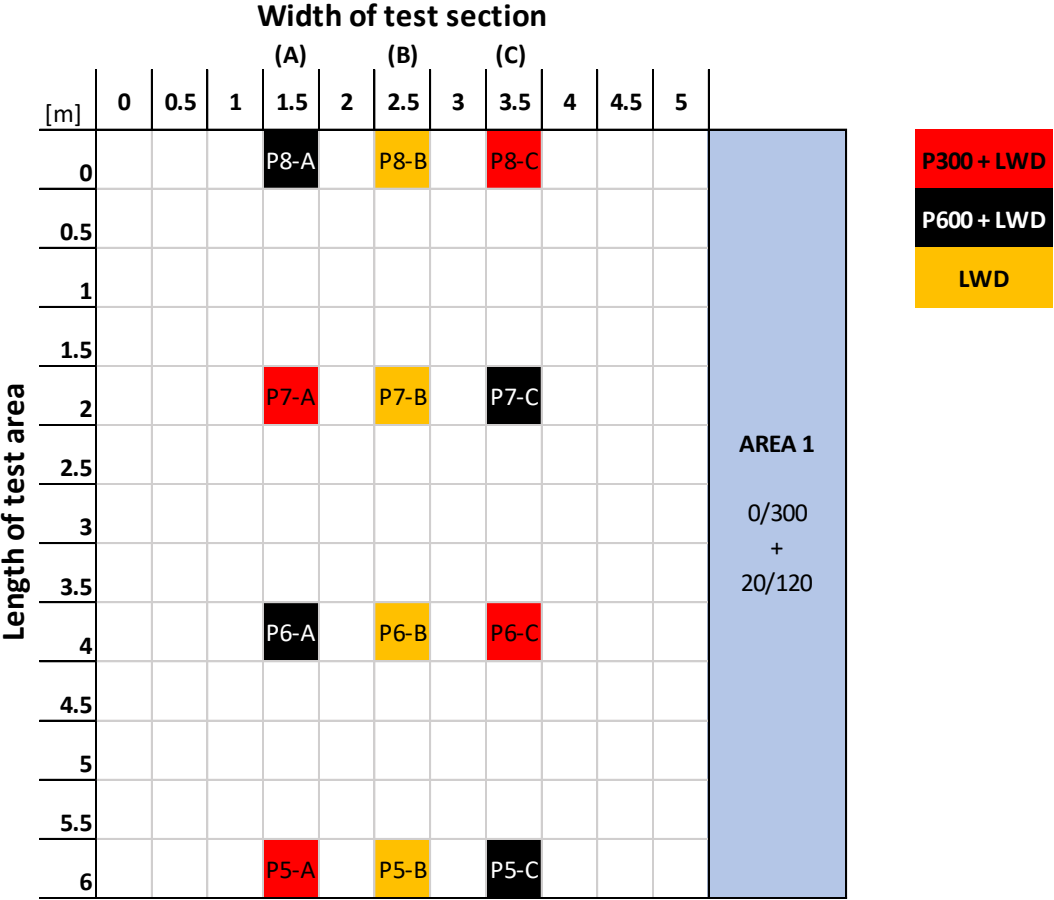 Width of test section
(A) (B) (C)
[m] 0 0.5 1 1.5 2 2.5 3 3.5 4 4.5 5
0 P8-A P8-B P8-C
0.5
1
1.5
2 P7-A P7-B P7-C
2.5
3
3.5
4 P6-A P6-B P6-C
4.5
5
5.5
6 P5-A P5-B P5-C
Length of test area
AREA 1
0/300
+
20/120
P300 + LWD
P600 + LWD
LWD